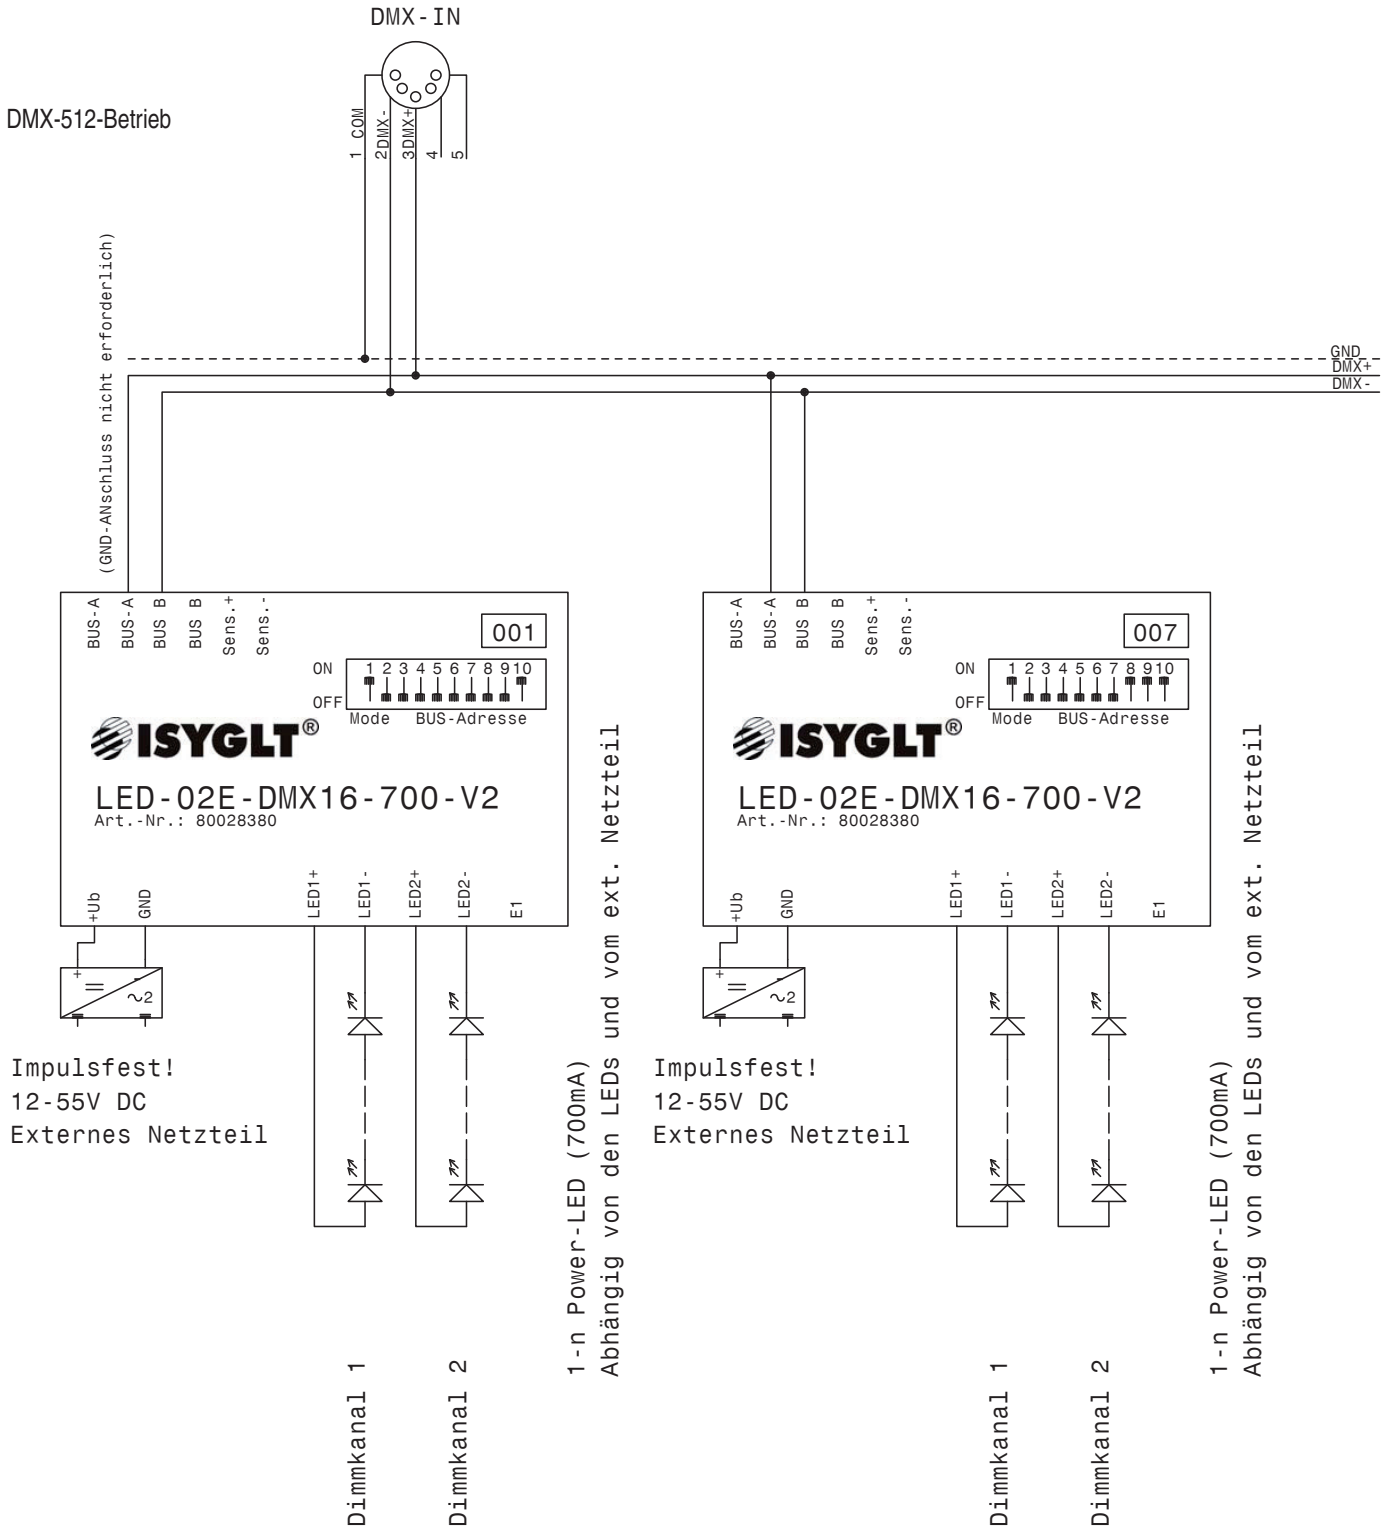 DMX-IN
DMX-512-Betrieb
1 COM
2DMX-
3DMX+
4
5
(GND-ANschluss nicht erforderlich)
GND
DMX+
DMX-
BUS-A
BUS-A
BUS B
BUS B
Sens.+
Sens.-
001
ON
1 2 3 4 5 6 7 8 9 10
OFF
Mode BUS-Adresse
ISYGLT®
LED-02E-DMX16-700-V2
Art.-Nr.: 80028380
+Ub
GND
LED1+
LED1-
LED2+
LED2-
E1
+
=
~2
Impulsfest!
12-55V DC
Externes Netzteil
1-n Power-LED (700mA)
Abhängig von den LEDs und vom ext. Netzteil
Dimmkanal 1
Dimmkanal 2
BUS-A
BUS-A
BUS B
BUS B
Sens.+
Sens.-
007
ON
1 2 3 4 5 6 7 8 9 10
OFF
Mode BUS-Adresse
ISYGLT®
LED-02E-DMX16-700-V2
Art.-Nr.: 80028380
+Ub
GND
LED1+
LED1-
LED2+
LED2-
E1
+
=
~2
Impulsfest!
12-55V DC
Externes Netzteil
1-n Power-LED (700mA)
Abhängig von den LEDs und vom ext. Netzteil
Dimmkanal 1
Dimmkanal 2